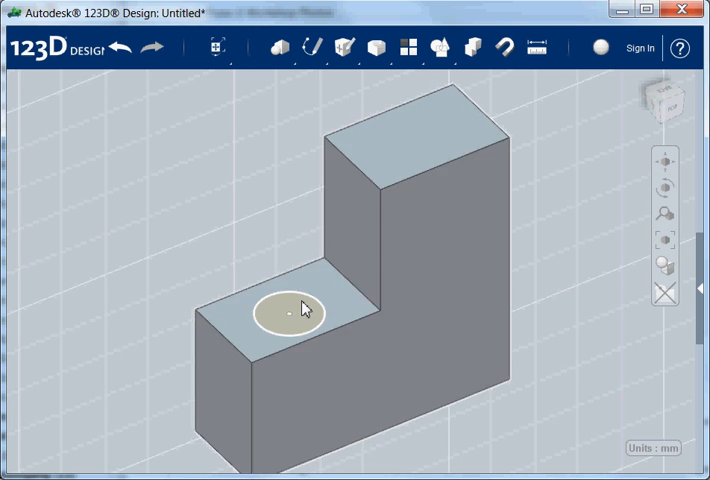 Autodesk® 123D® Design: Untitled*
123D DESIGN
Sign In
?
Units : mm